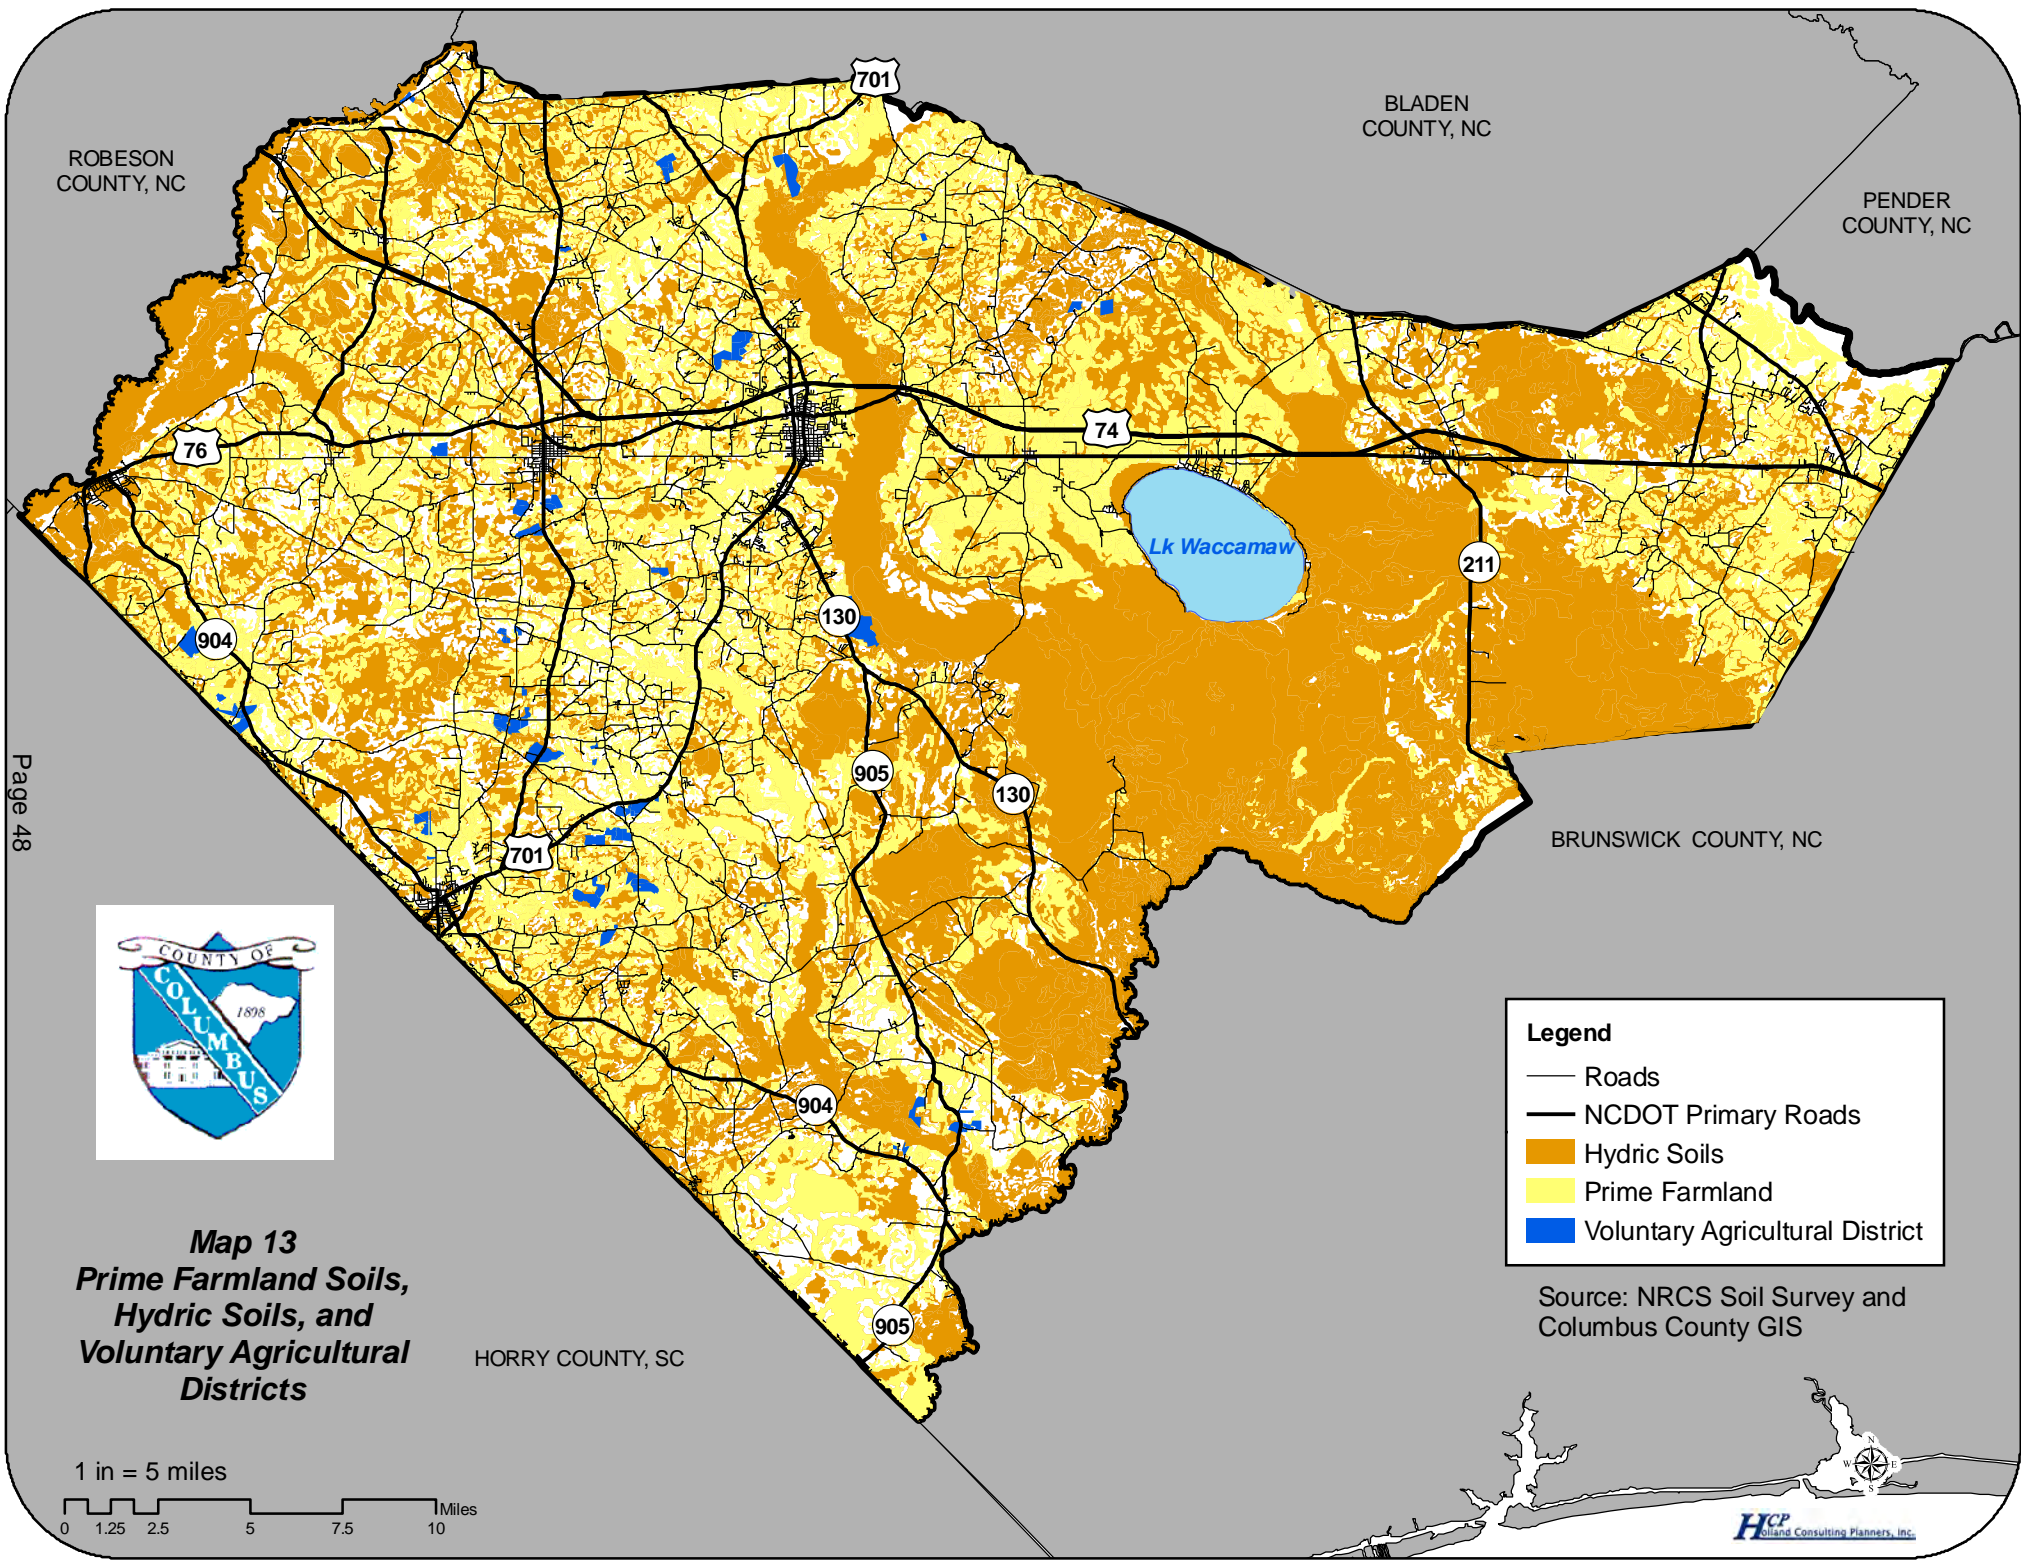 701
BLADEN
COUNTY, NC
ROBESON
COUNTY, NC
PENDER
COUNTY, NC
76
74
Lk Waccamaw
211
130
904
905
130
701
Page 48
BRUNSWICK COUNTY, NC
COUNTY OF
COLUMBUS
1898
904
905
HORRY COUNTY, SC
Legend
Roads
NCDOT Primary Roads
Hydric Soils
Prime Farmland
Voluntary Agricultural District
Source: NRCS Soil Survey and
Columbus County GIS
Map 13
Prime Farmland Soils,
Hydric Soils, and
Voluntary Agricultural
Districts
1 in = 5 miles
Miles
0 1.25 2.5 5 7.5 10
N
W E
S
HCP
Holland Consulting Planners, Inc.